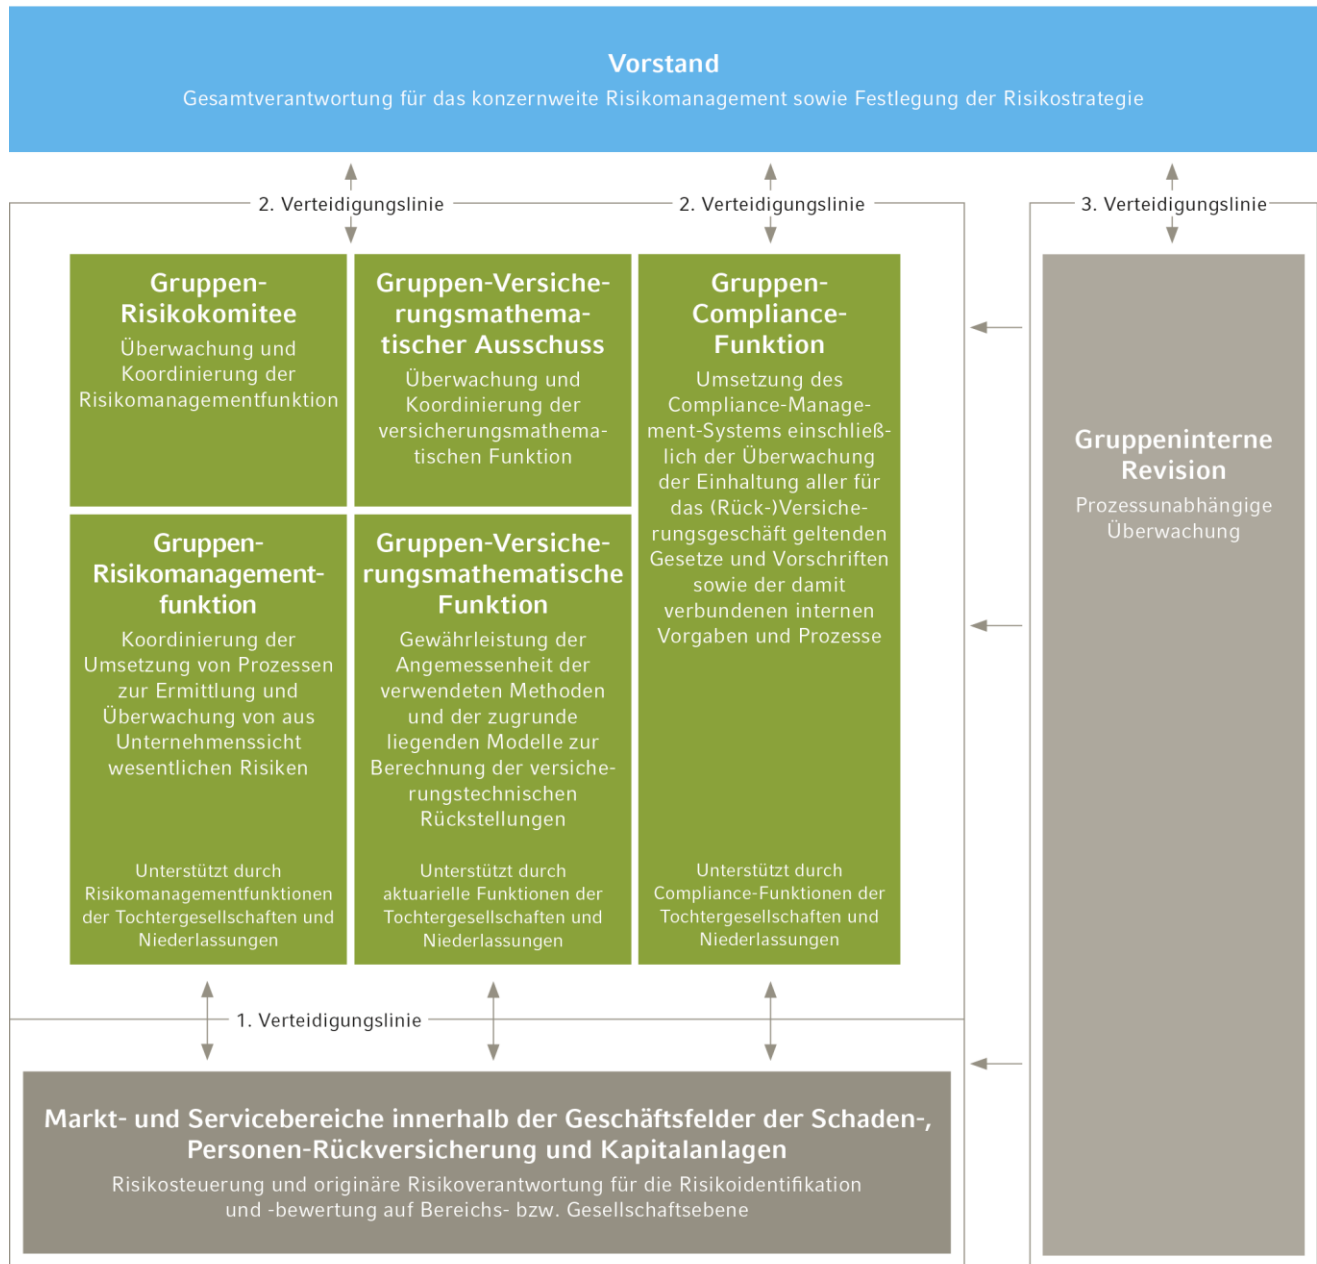 Vorstand
Gesamtverantwortung für das konzernweite Risikomanagement sowie Festlegung der Risikostrategie
2. Verteidigungslinie
2. Verteidigungslinie
3. Verteidigungslinie
Gruppen-
Risikokomitee
Überwachung und
Koordinierung der
Risikomanagementfunktion
Gruppen-Versiche-
rungsmathema-
tischer Ausschuss
Überwachung und
Koordinierung der
versicherungsmathema-
tischen Funktion
Gruppen-
Compliance-
Funktion
Umsetzung des
Compliance-Manage-
ment-Systems einschließ-
lich der Überwachung
der Einhaltung aller für
das (Rück-)Versiche-
rungsgeschäft geltenden
Gesetze und Vorschriften
sowie der damit
verbundenen internen
Vorgaben und Prozesse
Unterstützt durch
Compliance-Funktionen der
Tochtergesellschaften und
Niederlassungen
Gruppen-
Risikomanagement-
funktion
Koordinierung der
Umsetzung von Prozessen
zur Ermittlung und
Überwachung von aus
Unternehmenssicht
wesentlichen Risiken
Unterstützt durch
Risikomanagementfunktionen
der Tochtergesellschaften und
Niederlassungen
Gruppen-Versiche-
rungsmathematische
Funktion
Gewährleistung der
Angemessenheit der
verwendeten Methoden
und der zugrunde
liegenden Modelle zur
Berechnung der versiche-
rungstechnischen
Rückstellungen
Unterstützt durch
aktuarielle Funktionen der
Tochtergesellschaften und
Niederlassungen
Gruppeninterne
Revision
Prozessunabhängige
Überwachung
1. Verteidigungslinie
Markt- und Servicebereiche innerhalb der Geschäftsfelder der Schaden-,
Personen-Rückversicherung und Kapitalanlagen
Risikosteuerung und originäre Risikoverantwortung für die Risikoidentifikation
und -bewertung auf Bereichs- bzw. Gesellschaftsebene